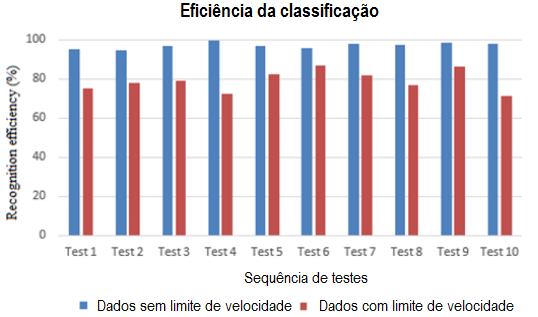 Eficiência da classificação
Recognition efficiency (%)
100
80
60
40
20
0
Test 1 Test 2 Test 3 Test 4 Test 5 Test 6 Test 7 Test 8 Test 9 Test 10
Sequência de testes
Dados sem limite de velocidade Dados com limite de velocidade